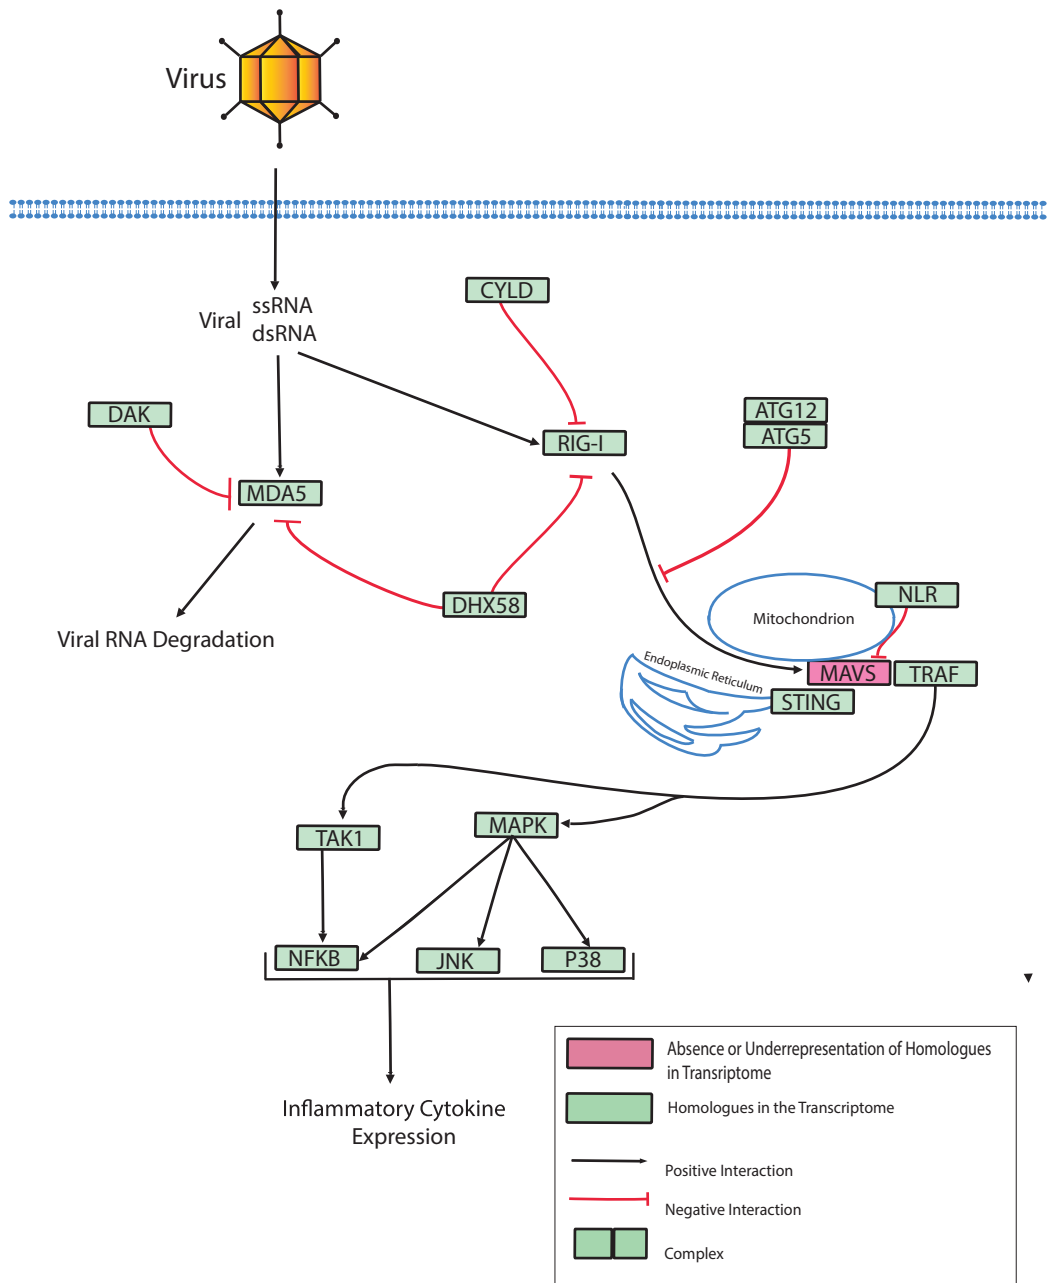 Virus
Viral
ssRNA
dsRNA
CYLD
DAK
ATG12
ATG5
RIG-I
MDA5
DHX58
NLR
Mitochondrion
Viral RNA Degradation
Endoplasmic Reticulum
MAVS
TRAF
STING
TAK1
MAPK
NFKB
JNK
P38
Inflammatory Cytokine
Expression
Absence or Underrepresentation of Homologues
in Transriptome
Homologues in the Transcriptome
Positive Interaction
Negative Interaction
Complex